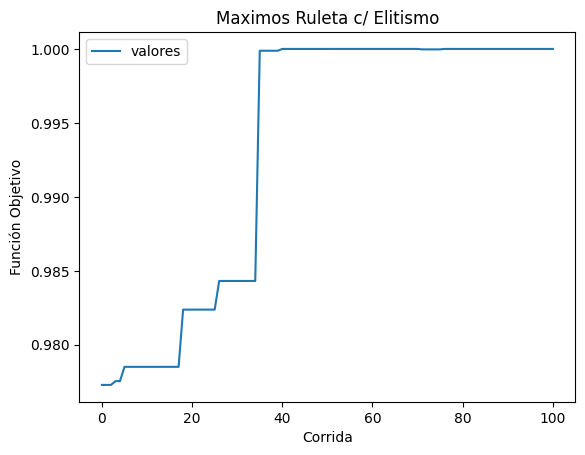 Maximos Ruleta c/ Elitismo
valores
1.000
0.995
0.990
0.985
0.980
Función Objetivo
0 20 40 60 80 100
Corrida